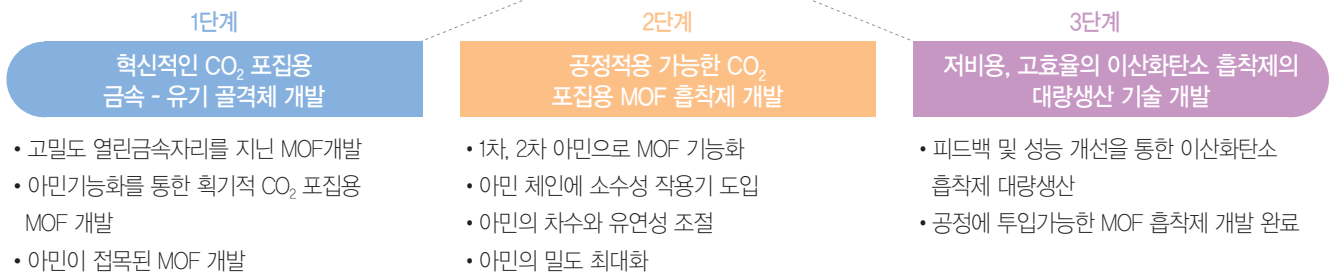 1단계
혁신적인 CO₂ 포집용
금속 - 유기 골격체 개발
• 고밀도 열린금속자리를 지닌 MOF개발
• 아민기능화를 통한 획기적 CO₂ 포집용
MOF 개발
• 아민이 접목된 MOF 개발
2단계
공정적용 가능한 CO₂
포집용 MOF 흡착제 개발
• 1차, 2차 아민으로 MOF 기능화
• 아민 체인에 소수성 작용기 도입
• 아민의 차수와 유연성 조절
• 아민의 밀도 최대화
3단계
저비용, 고효율의 이산화탄소 흡착제의
대량생산 기술 개발
• 피드백 및 성능 개선을 통한 이산화탄소
흡착제 대량생산
• 공정에 투입가능한 MOF 흡착제 개발 완료